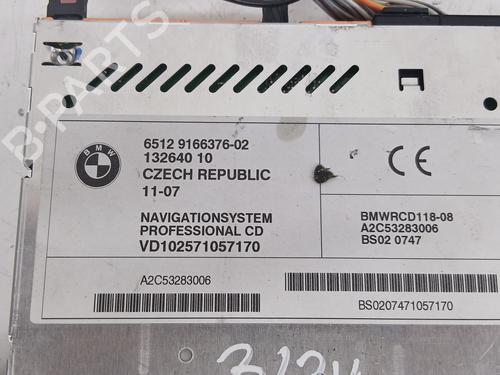 B-PARTS
BMW
6512 9166376-02
132640 10
CZECH REPUBLIC
11-07
NAVIGATIONSYSTEM
PROFESSIONAL CD
VD102571057170
CE
BMWRCD118-08
A2C53283006
BS02 0747
A2C53283006
BS0207471057170